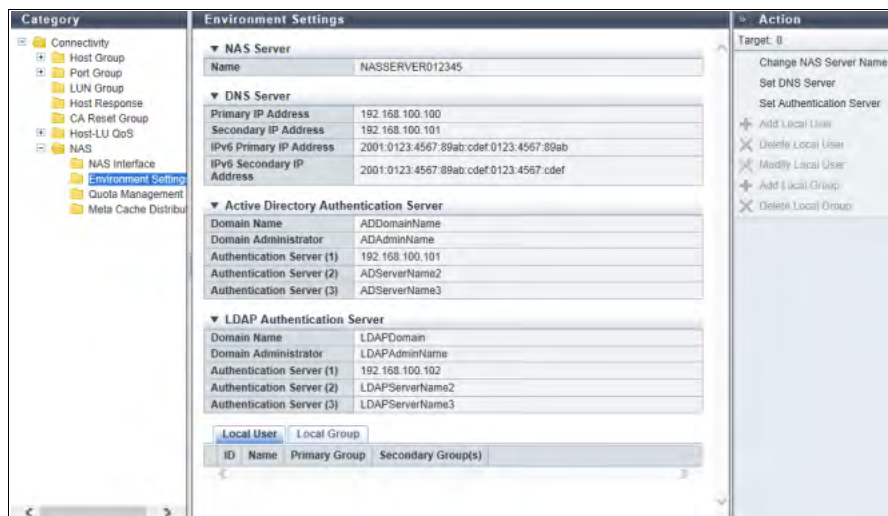 Category
Connectivity
Host Group
Port Group
LUN Group
Host Response
CA Reset Group
Host-LU QoS
NAS
NAS Interface
Environment Setting
Quota Management
Meta Cache Distribut
Environment Settings
▼ NAS Server
Name NASSERVER012345
▼ DNS Server
Primary IP Address 192.168.100.100
Secondary IP Address 192.168.100.101
IPv6 Primary IP Address 2001:0123:4567:89ab:cdef:0123:4567:89ab
IPv6 Secondary IP Address 2001:0123:4567:89ab:cdef:0123:4567:cdef
▼ Active Directory Authentication Server
Domain Name ADDomainName
Domain Administrator ADAdminName
Authentication Server (1) 192.168.100.101
Authentication Server (2) ADServerName2
Authentication Server (3) ADServerName3
▼ LDAP Authentication Server
Domain Name LDAPDomain
Domain Administrator LDAPAdminName
Authentication Server (1) 192.168.100.102
Authentication Server (2) LDAPServerName2
Authentication Server (3) LDAPServerName3
Local User Local Group
ID Name Primary Group Secondary Group(s)
» Action
Target: 0
Change NAS Server Name
Set DNS Server
Set Authentication Server
Add Local User
Delete Local User
Modify Local User
Add Local Group
Delete Local Group